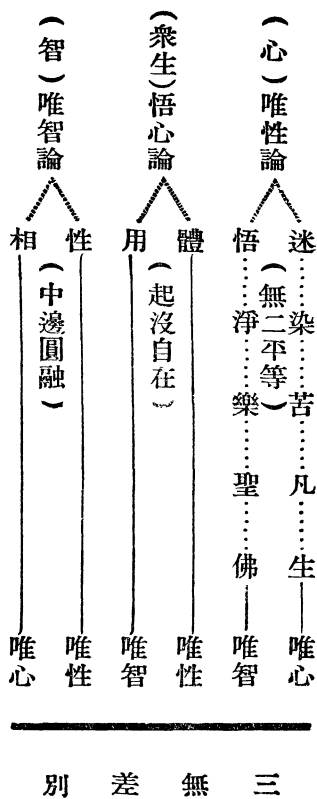 (心)唯性論
迷染苦凡生唯心
(無二平等)
悟淨樂聖佛唯智
(衆生)悟心論
體唯性
(起沒自在)
用唯智
(智)唯智論
性唯性
(中邊圓融)
相唯心
三無差別